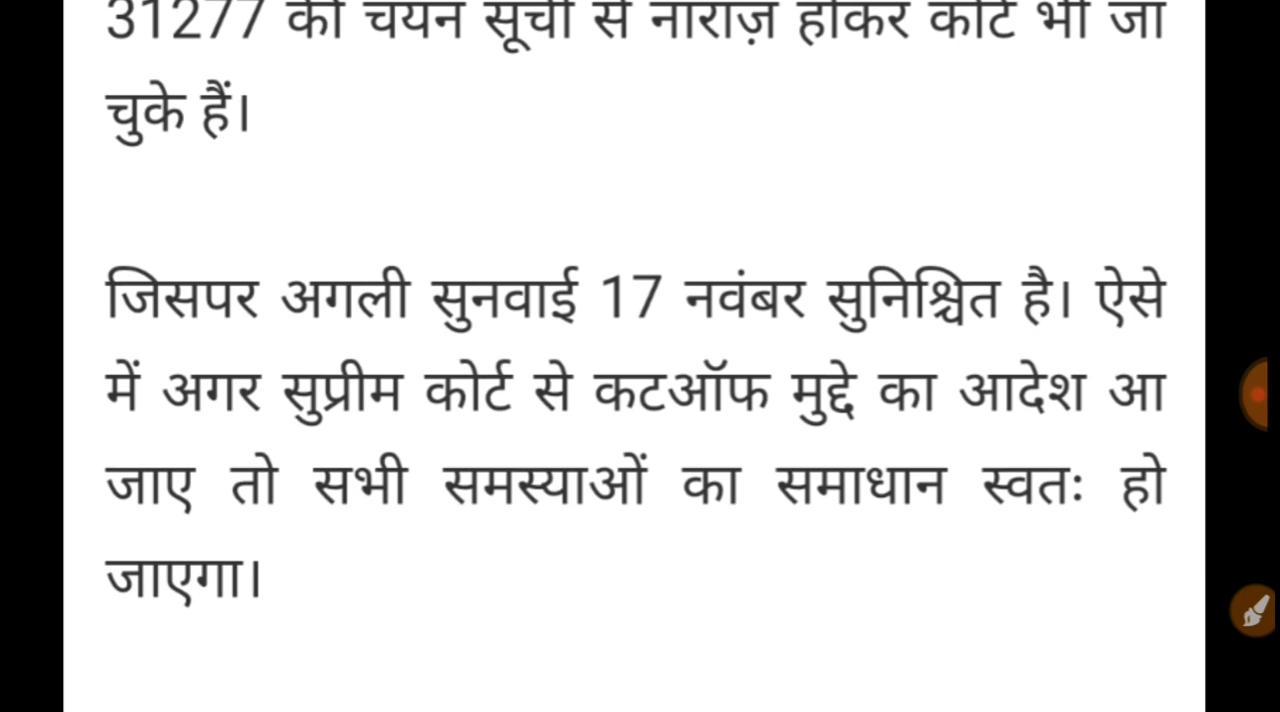 31277 की चयन सूची से नाराज़ होकर कोर्ट भी जा
चुके हैं।
जिसपर अगली सुनवाई 17 नवंबर सुनिश्चित है। ऐसे
में अगर सुप्रीम कोर्ट से कटऑफ मुद्दे का आदेश आ
जाए तो सभी समस्याओं का समाधान स्वतः हो
जाएगा।